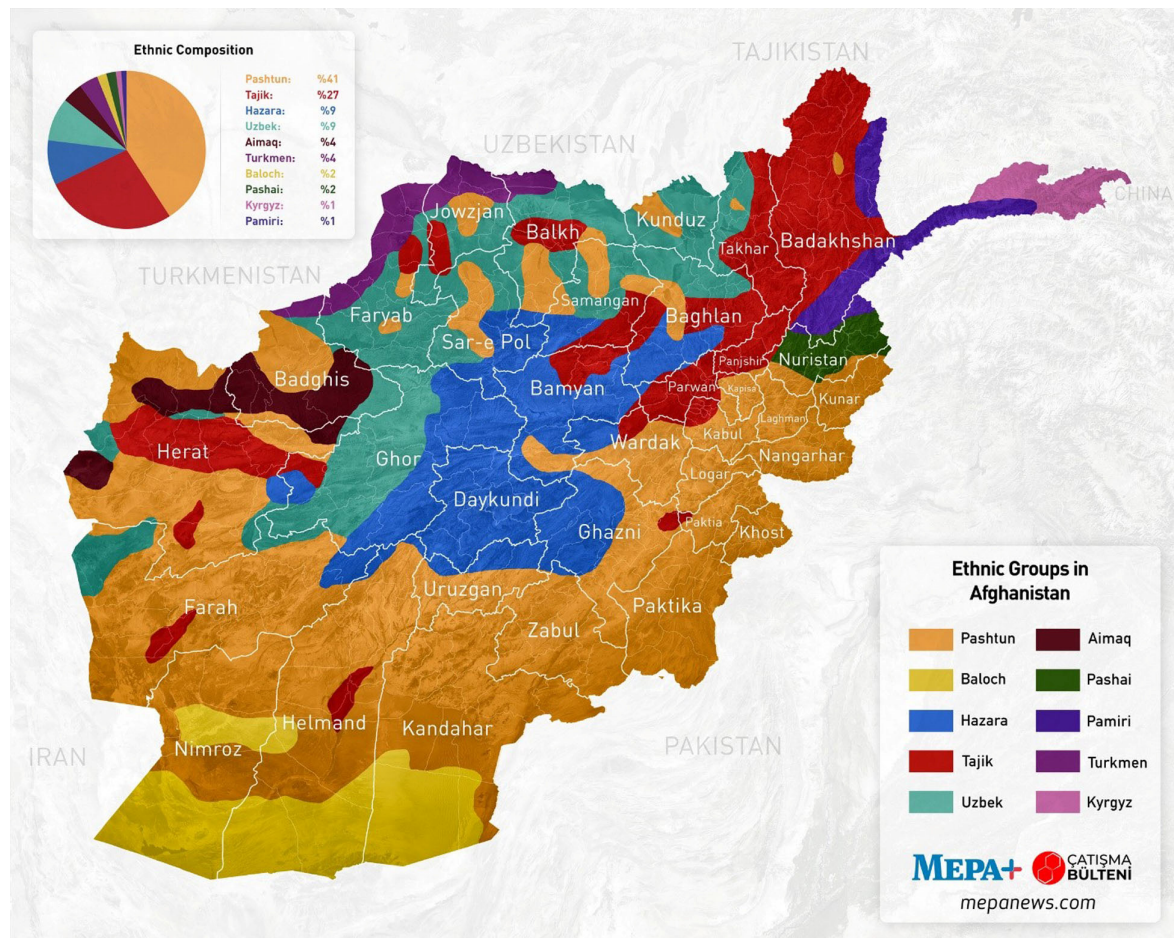 Ethnic Composition
Pashtun: %41
Tajik: %27
Hazara: %9
Uzbek: %9
Aimaq: %4
Turkmen: %4
Baloch: %2
Pashai: %2
Kyrgyz: %1
Pamiri: %1
TAJIKISTAN
UZBEKISTAN
CHINA
TURKMENISTAN
Jowzjan
Balkh
Kunduz
Takhar
Badakhshan
Faryab
Samangan
Baghlan
Sar-e Pol
Badghis
Bamyan
Panjshir
Nuristan
Parwan
Kapisa
Kunar
Laghman
Herat
Ghor
Wardak
Kabul
Nangarhar
Logar
Daykundi
Ghazni
Paktia
Khost
Uruzgan
Farah
Zabul
Paktika
Helmand
Kandahar
Nimroz
IRAN
PAKISTAN
Ethnic Groups in
Afghanistan
Pashtun
Aimaq
Baloch
Pashai
Hazara
Pamiri
Tajik
Turkmen
Uzbek
Kyrgyz
MEPA+
ÇATIŞMA
BÜLTENİ
mepanews.com